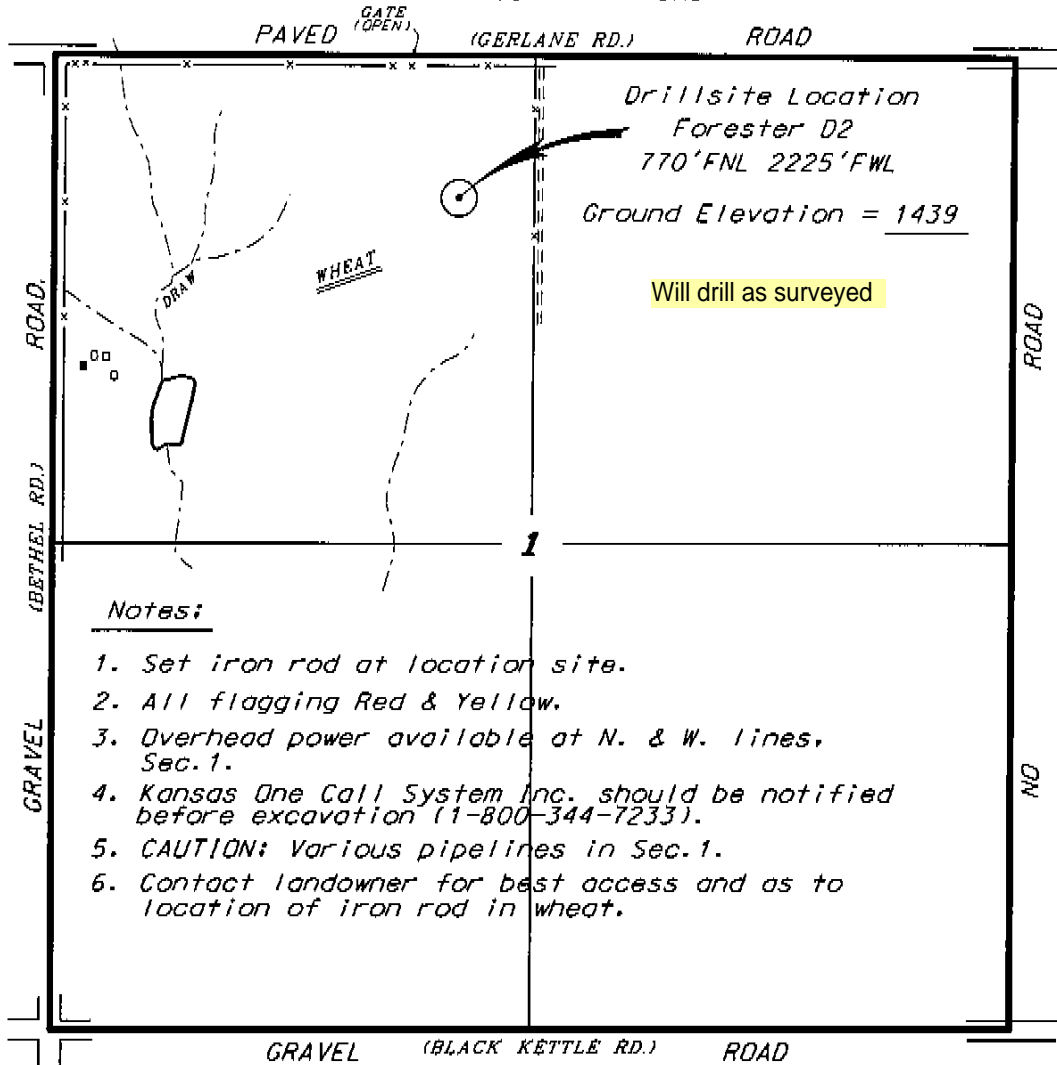 GATE
(OPEN)
PAVED (GERLANE RD.) ROAD
Drillsite Location
Forester D2
770'FNL 2225'FWL
Ground Elevation = 1439
Will drill as surveyed
WHEAT
DRAW
ROAD
(BETHEL RD.)
GRAVEL
ROAD
NO
1
Notes:
1. Set iron rod at location site.
2. All flagging Red & Yellow.
3. Overhead power available at N. & W. lines,
Sec. 1.
4. Kansas One Call System Inc. should be notified
before excavation (1-800-344-7233).
5. CAUTION: Various pipelines in Sec. 1.
6. Contact landowner for best access and as to
location of iron rod in wheat.
GRAVEL (BLACK KETTLE RD.) ROAD